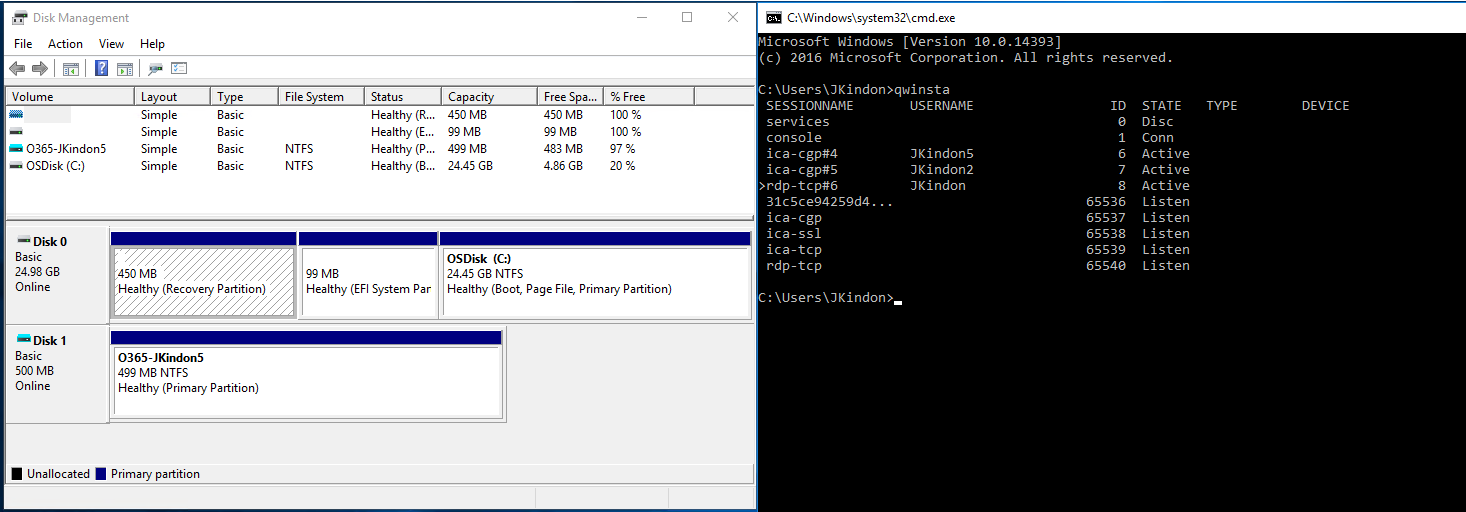 Disk Management
File Action View Help
Volume Layout Type File System Status Capacity Free Spa... % Free
Simple Basic Healthy (R... 450 MB 450 MB 100 %
Simple Basic Healthy (E... 99 MB 99 MB 100 %
O365-JKindon5 Simple Basic NTFS Healthy (P... 499 MB 483 MB 97 %
OSDisk (C:) Simple Basic NTFS Healthy (B... 24.45 GB 4.86 GB 20 %
Disk 0
Basic
24.98 GB
Online
450 MB
Healthy (Recovery Partition)
99 MB
Healthy (EFI System Par
OSDisk (C:)
24.45 GB NTFS
Healthy (Boot, Page File, Primary Partition)
Disk 1
Basic
500 MB
Online
O365-JKindon5
499 MB NTFS
Healthy (Primary Partition)
Unallocated Primary partition
C:\Windows\system32\cmd.exe
Microsoft Windows [Version 10.0.14393]
(c) 2016 Microsoft Corporation. All rights reserved.
C:\Users\JKindon>qwinsta
SESSIONNAME USERNAME ID STATE TYPE DEVICE
services 0 Disc
console 1 Conn
ica-cgp#4 JKindon5 6 Active
ica-cgp#5 JKindon2 7 Active
>rdp-tcp#6 JKindon 8 Active
31c5ce94259d4... 65536 Listen
ica-cgp 65537 Listen
ica-ssl 65538 Listen
ica-tcp 65539 Listen
rdp-tcp 65540 Listen
C:\Users\JKindon>